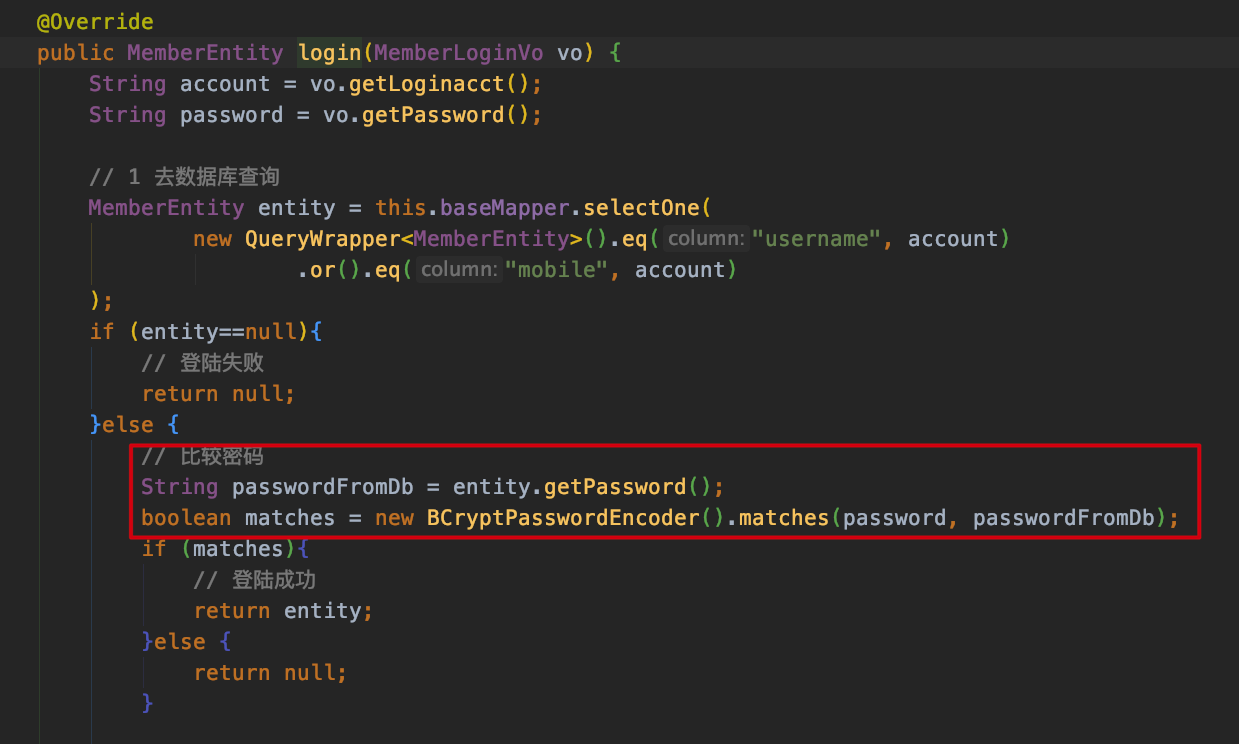 @Override
public MemberEntity login(MemberLoginVo vo) {
String account = vo.getLoginacct();
String password = vo.getPassword();
// 1 去数据库查询
MemberEntity entity = this.baseMapper.selectOne(
new QueryWrapper<MemberEntity>().eq( column: "username", account)
.or().eq( column: "mobile", account)
);
if (entity==null){
// 登陆失败
return null;
}else {
// 比较密码
String passwordFromDb = entity.getPassword();
boolean matches = new BCryptPasswordEncoder().matches(password, passwordFromDb);
if (matches){
// 登陆成功
return entity;
}else {
return null;
}